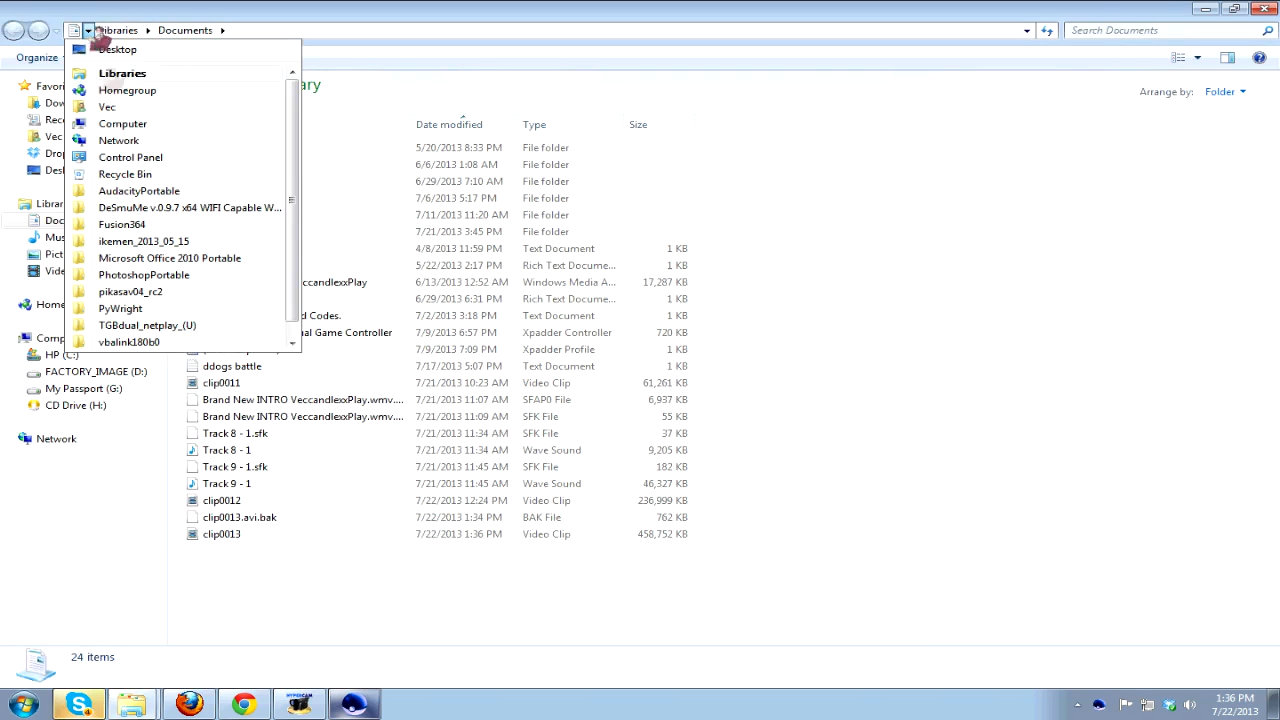 Libraries Documents Search Documents
Organize
Desktop
Libraries
Homegroup
Vec
Computer
Network
Control Panel
Recycle Bin
AudacityPortable
DeSmuMe v.0.9.7 x64 WIFI Capable W...
Fusion364
ikemen_2013_05_15
Microsoft Office 2010 Portable
PhotoshopPortable
pikasav04_rc2
PyWright
TGBdual_netplay_(U)
vbalink180b0
Favori
Dow
Rec
Vec
Drop
Desk
Librar
Doc
Mus
Pict
Vide
Home
Comp
HP (C:)
FACTORY_IMAGE (D:)
My Passport (G:)
CD Drive (H:)
Network
ary
Arrange by: Folder
Date modified Type Size
5/20/2013 8:33 PM File folder
6/6/2013 1:08 AM File folder
6/29/2013 7:10 AM File folder
7/6/2013 5:17 PM File folder
7/11/2013 11:20 AM File folder
7/21/2013 3:45 PM File folder
4/8/2013 11:59 PM Text Document 1 KB
5/22/2013 2:17 PM Rich Text Docume... 1 KB
ccandlexxPlay 6/13/2013 12:52 AM Windows Media A... 17,287 KB
6/29/2013 6:31 PM Rich Text Docume... 1 KB
d Codes. 7/2/2013 3:18 PM Text Document 1 KB
al Game Controller 7/9/2013 6:57 PM Xpadder Controller 720 KB
7/9/2013 7:09 PM Xpadder Profile 1 KB
ddogs battle 7/17/2013 5:07 PM Text Document 1 KB
clip0011 7/21/2013 10:23 AM Video Clip 61,261 KB
Brand New INTRO VeccandlexxPlay.wmv.... 7/21/2013 11:07 AM SFAP0 File 6,937 KB
Brand New INTRO VeccandlexxPlay.wmv.... 7/21/2013 11:09 AM SFK File 55 KB
Track 8 - 1.sfk 7/21/2013 11:34 AM SFK File 37 KB
Track 8 - 1 7/21/2013 11:34 AM Wave Sound 9,205 KB
Track 9 - 1.sfk 7/21/2013 11:45 AM SFK File 182 KB
Track 9 - 1 7/21/2013 11:45 AM Wave Sound 46,327 KB
clip0012 7/22/2013 12:24 PM Video Clip 236,999 KB
clip0013.avi.bak 7/22/2013 1:34 PM BAK File 762 KB
clip0013 7/22/2013 1:36 PM Video Clip 458,752 KB
24 items
HYPERCAM
1:36 PM
7/22/2013